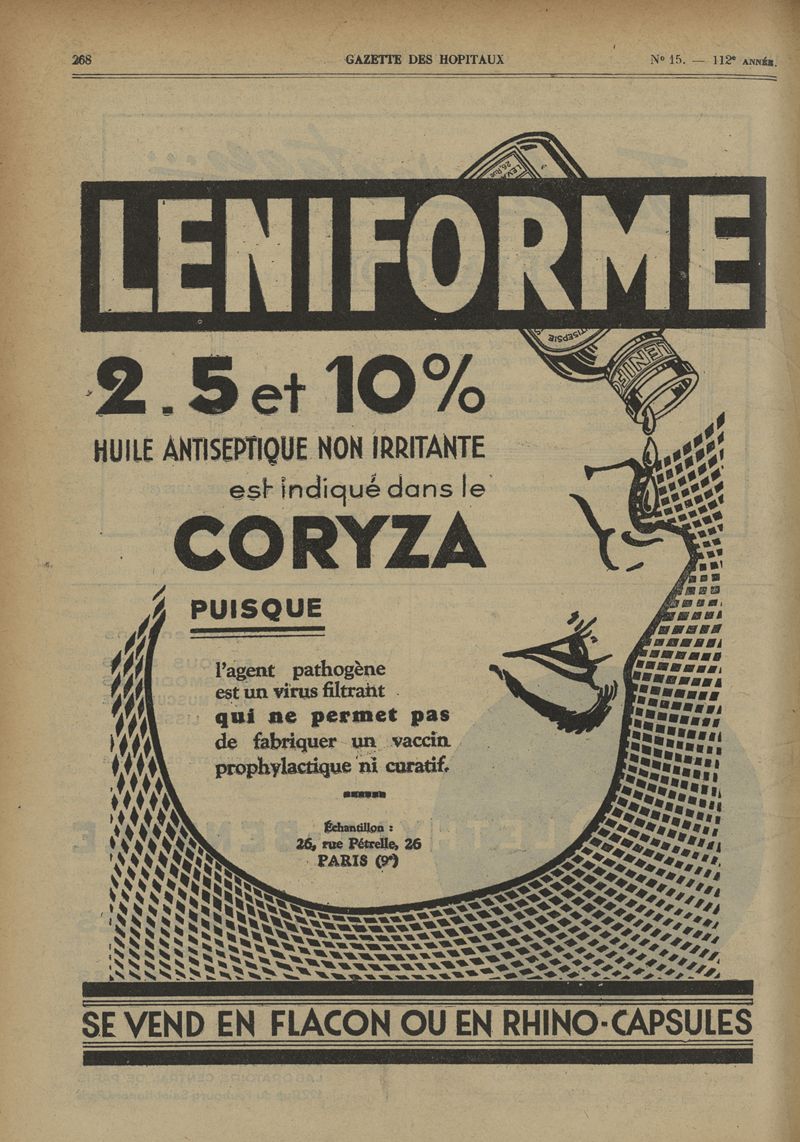 268
GAZETTE DES HOPITAUX
Nº 15. — 112ᵉ ANNÉE.
LENIFORME
2.5 et 10%
HUILE ANTISEPTIQUE NON IRRITANTE
est indiqué dans le
CORYZA
PUISQUE
l'agent pathogène
est un virus filtrant
qui ne permet pas
de fabriquer un vaccin
prophylactique ni curatif.
Échantillon :
26, rue Pétrelle, 26
PARIS (9ᵉ)
SE VEND EN FLACON OU EN RHINO-CAPSULES